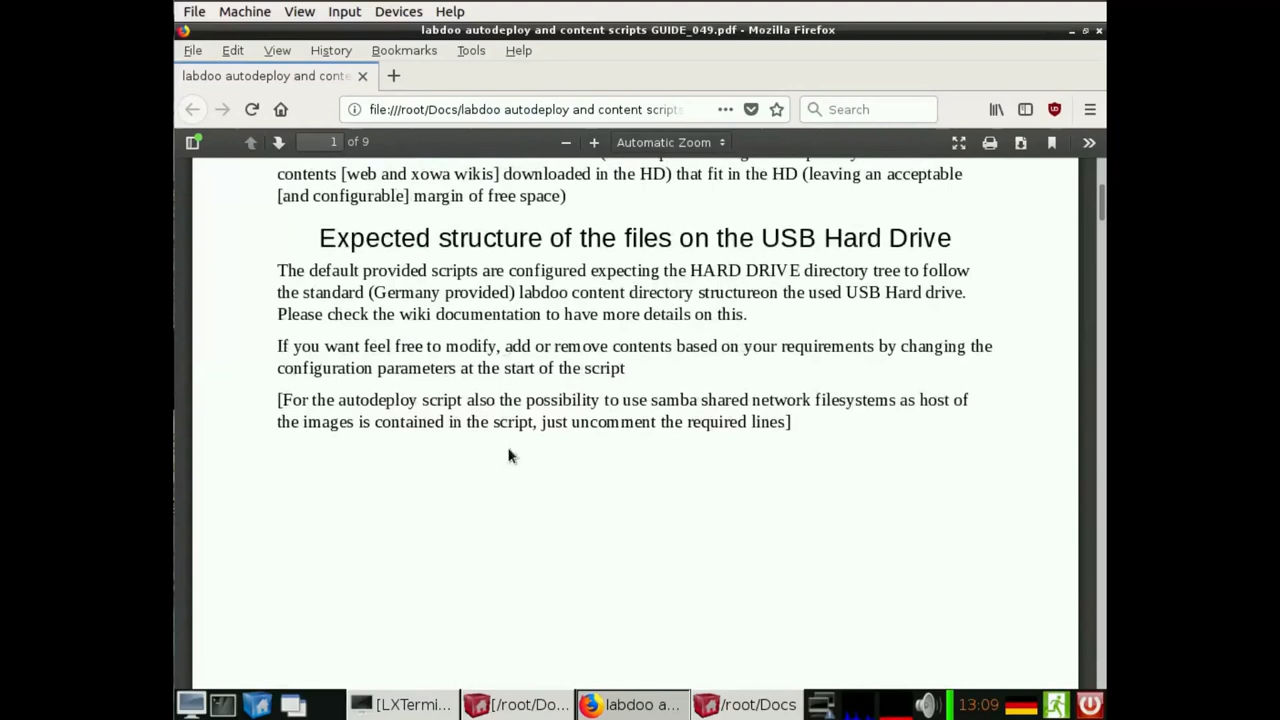 File Machine View Input Devices Help
labdoo autodeploy and content scripts GUIDE_049.pdf - Mozilla Firefox
File Edit View History Bookmarks Tools Help
labdoo autodeploy and conte
file:///root/Docs/labdoo autodeploy and content scripts Search
1 of 9 Automatic Zoom
contents [web and xowa wikis] downloaded in the HD) that fit in the HD (leaving an acceptable
[and configurable] margin of free space)
Expected structure of the files on the USB Hard Drive
The default provided scripts are configured expecting the HARD DRIVE directory tree to follow
the standard (Germany provided) labdoo content directory structureon the used USB Hard drive.
Please check the wiki documentation to have more details on this.
If you want feel free to modify, add or remove contents based on your requirements by changing the
configuration parameters at the start of the script
[For the autodeploy script also the possibility to use samba shared network filesystems as host of
the images is contained in the script, just uncomment the required lines]
[LXTermi... [/root/Do... labdoo a... /root/Docs 13:09